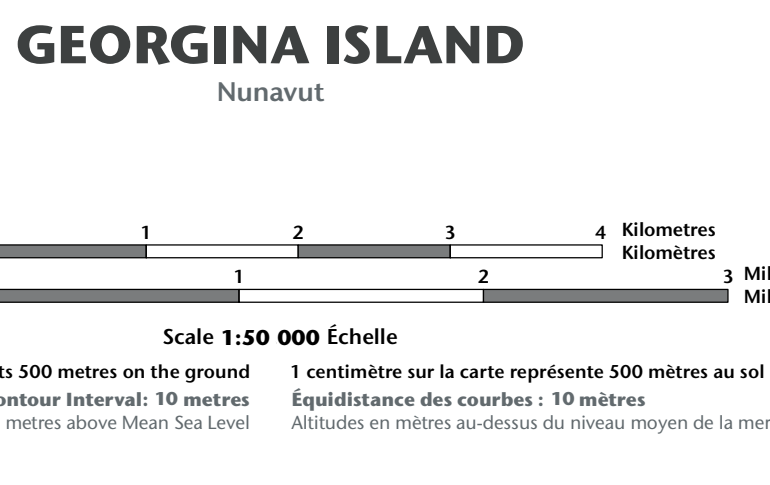 GEORGINA ISLAND
Nunavut
1 2 3 4 Kilometres
Kilomètres
1 2 3 Mil
Mil
Scale 1:50 000 Échelle
ts 500 metres on the ground 1 centimètre sur la carte représente 500 mètres au sol
ontour Interval: 10 metres Équidistance des courbes : 10 mètres
metres above Mean Sea Level Altitudes en mètres au-dessus du niveau moyen de la mer